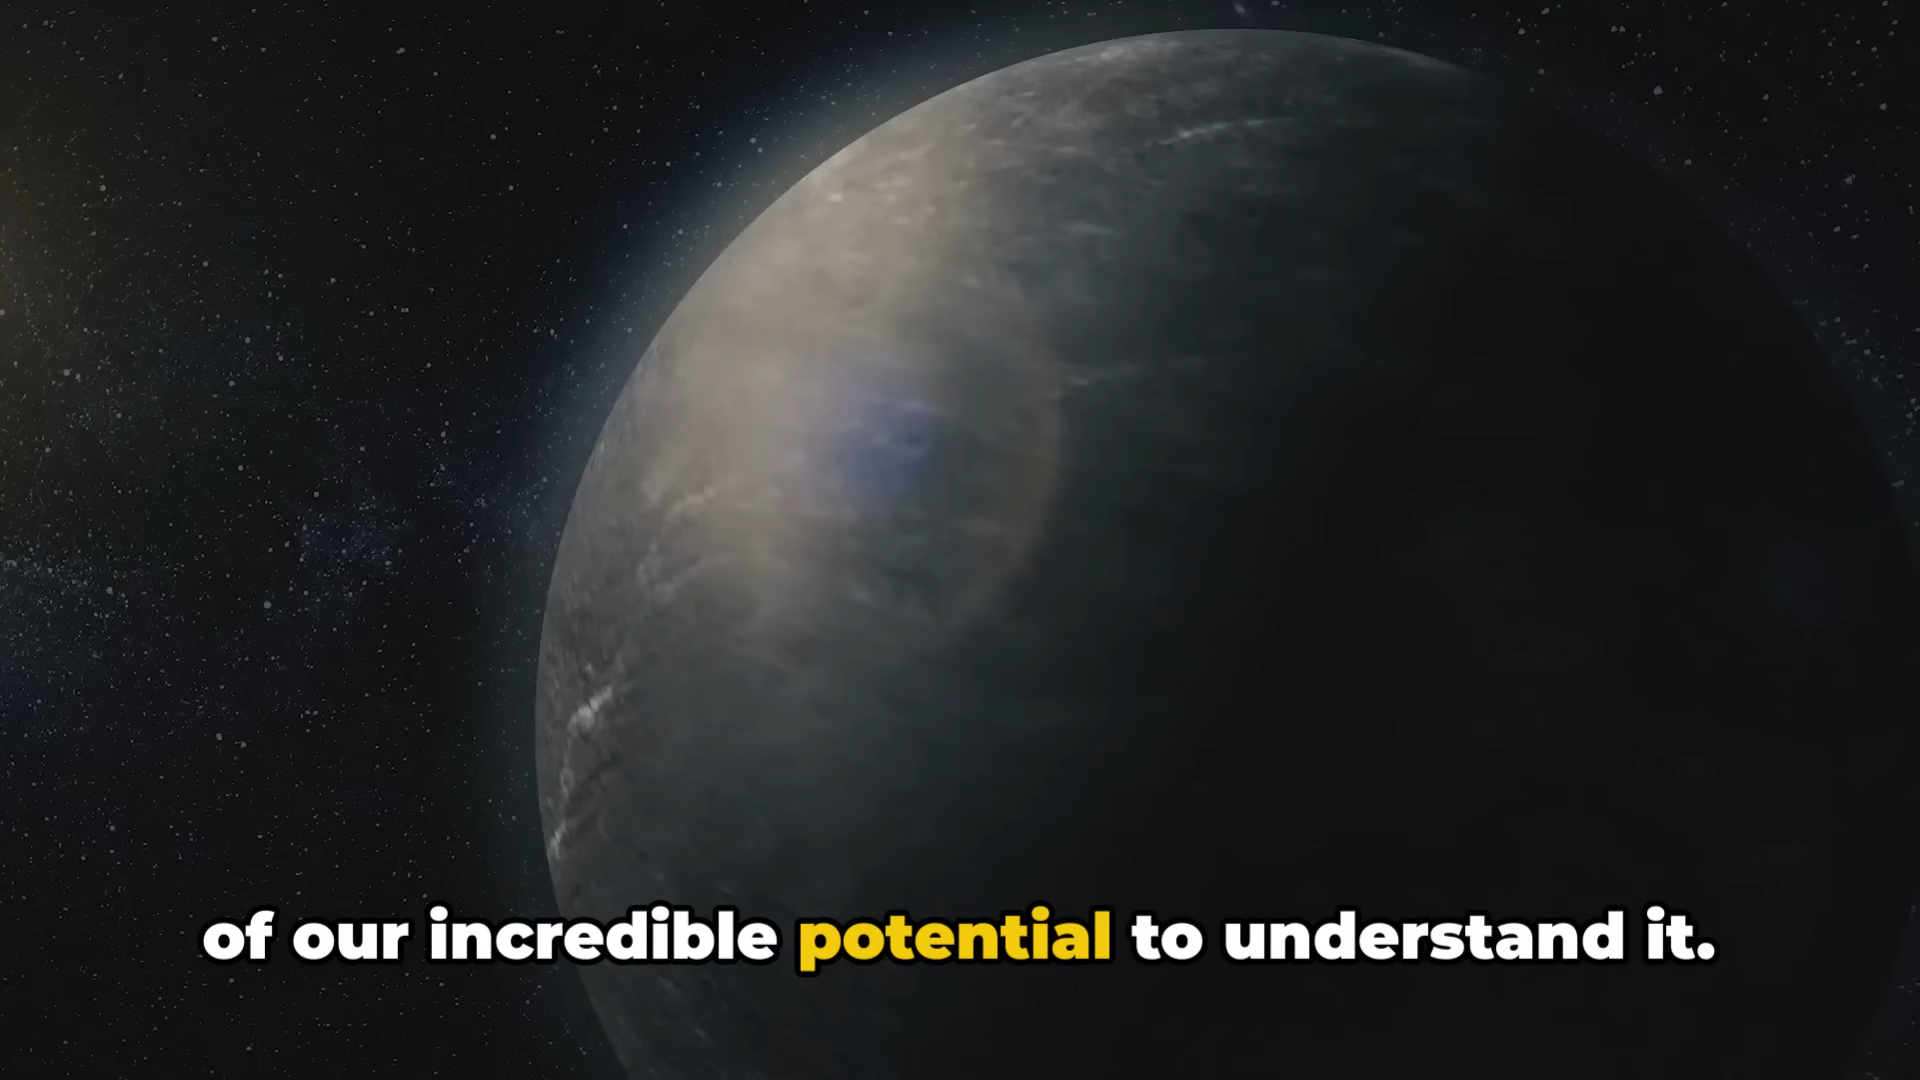 of our incredible potential to understand it.